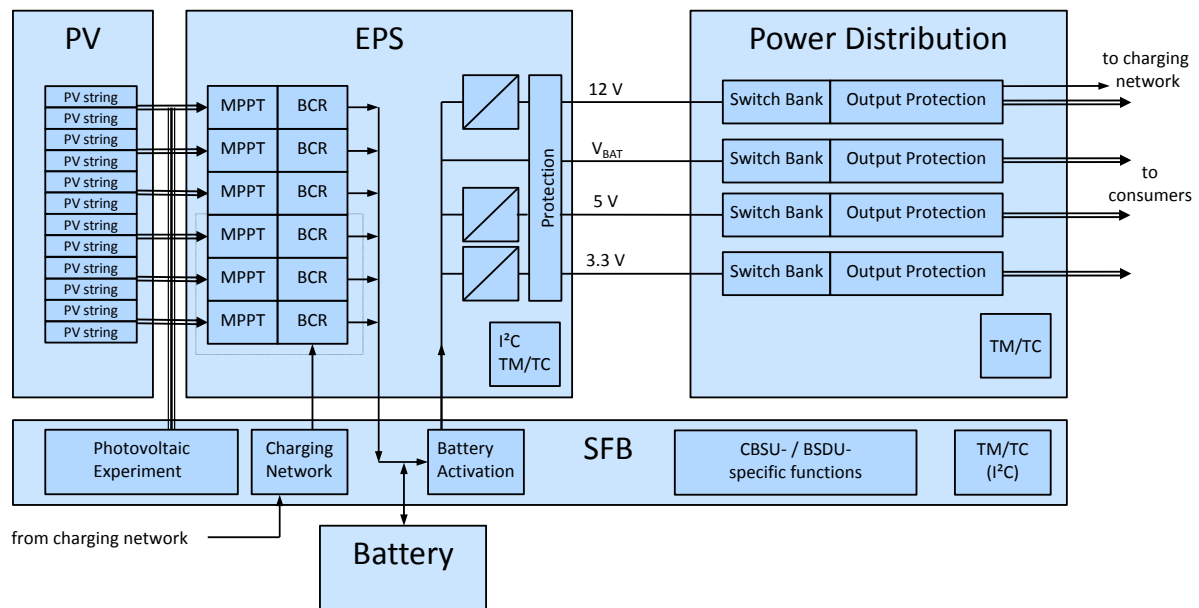 PV
EPS
Power Distribution
PV string
PV string
PV string
PV string
PV string
PV string
PV string
PV string
PV string
PV string
PV string
PV string
MPPT BCR
MPPT BCR
MPPT BCR
MPPT BCR
MPPT BCR
MPPT BCR
Protection
12 V
V_BAT
5 V
3.3 V
I²C
TM/TC
Switch Bank Output Protection
Switch Bank Output Protection
Switch Bank Output Protection
Switch Bank Output Protection
TM/TC
to charging
network
to
consumers
Photovoltaic
Experiment
Charging
Network
Battery
Activation
SFB
CBSU- / BSDU-
specific functions
TM/TC
(I²C)
from charging network
Battery